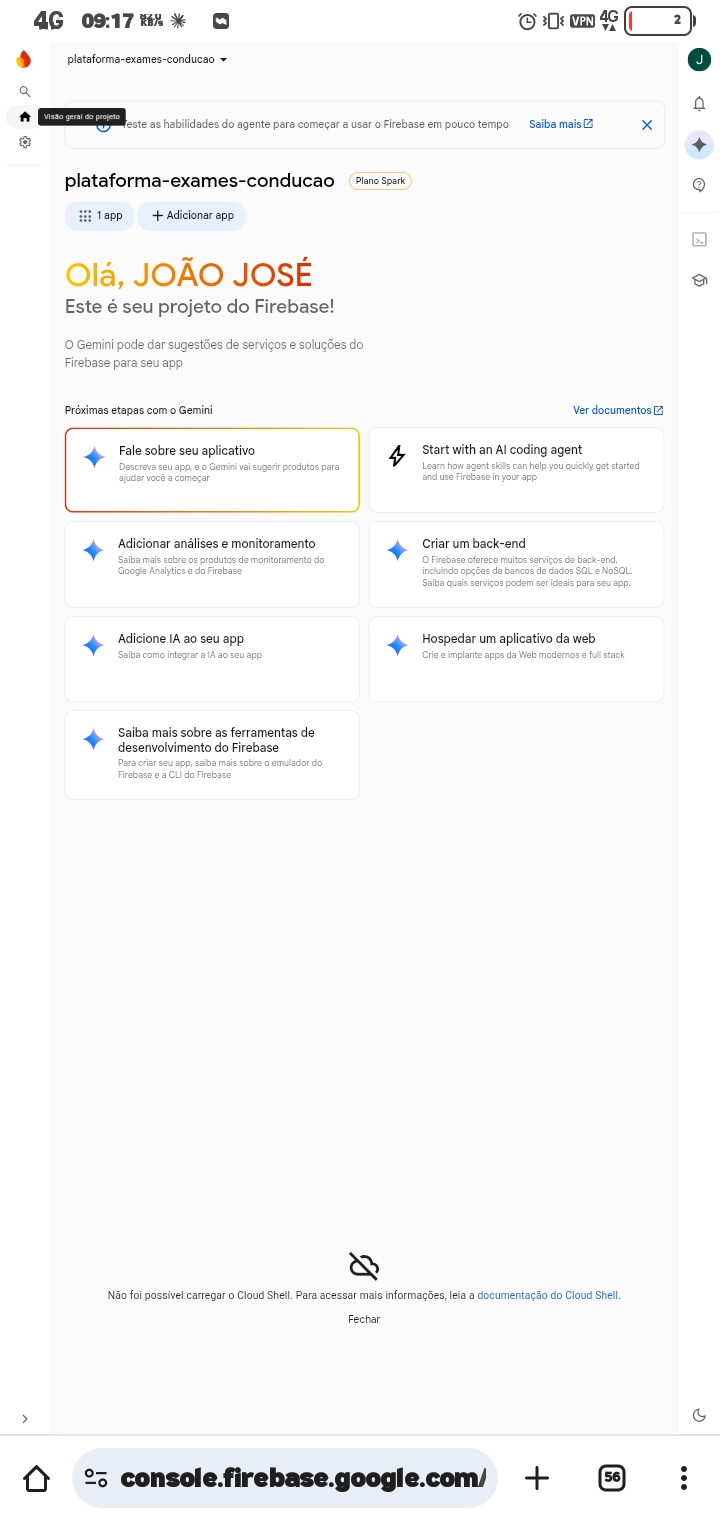 4G 09:17 VPN 4G 2
plataforma-exames-conducao
J
Visão geral do projeto
Teste as habilidades do agente para começar a usar o Firebase em pouco tempo Saiba mais
plataforma-exames-conducao Plano Spark
1 app Adicionar app
Olá, JOÃO JOSÉ
Este é seu projeto do Firebase!
O Gemini pode dar sugestões de serviços e soluções do
Firebase para seu app
Próximas etapas com o Gemini Ver documentos
Fale sobre seu aplicativo
Descreva seu app, e o Gemini vai sugerir produtos para
ajudar você a começar
Start with an AI coding agent
Learn how agent skills can help you quickly get started
and use Firebase in your app
Adicionar análises e monitoramento
Saiba mais sobre os produtos de monitoramento do
Google Analytics e do Firebase
Criar um back-end
O Firebase oferece muitos serviços de back-end,
incluindo opções de bancos de dados SQL e NoSQL.
Saiba quais serviços podem ser ideais para seu app.
Adicione IA ao seu app
Saiba como integrar a IA ao seu app
Hospedar um aplicativo da web
Crie e implante apps da Web modernos e full stack
Saiba mais sobre as ferramentas de
desenvolvimento do Firebase
Para criar seu app, saiba mais sobre o emulador do
Firebase e a CLI do Firebase
Não foi possível carregar o Cloud Shell. Para acessar mais informações, leia a documentação do Cloud Shell.
Fechar
console.firebase.google.com/
56